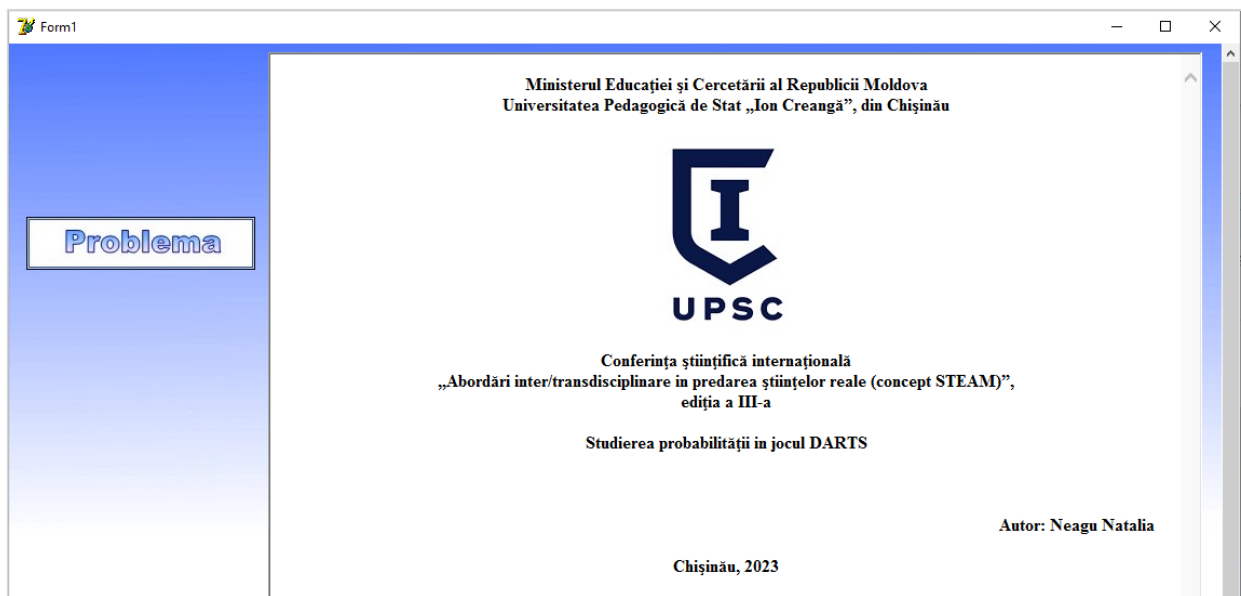 Form1
Ministerul Educației și Cercetării al Republicii Moldova
Universitatea Pedagogică de Stat „Ion Creangă”, din Chișinău
Problema
I
UPSC
Conferința științifică internațională
„Abordări inter/transdisciplinare in predarea științelor reale (concept STEAM)”,
ediția a III-a
Studierea probabilității in jocul DARTS
Autor: Neagu Natalia
Chișinău, 2023